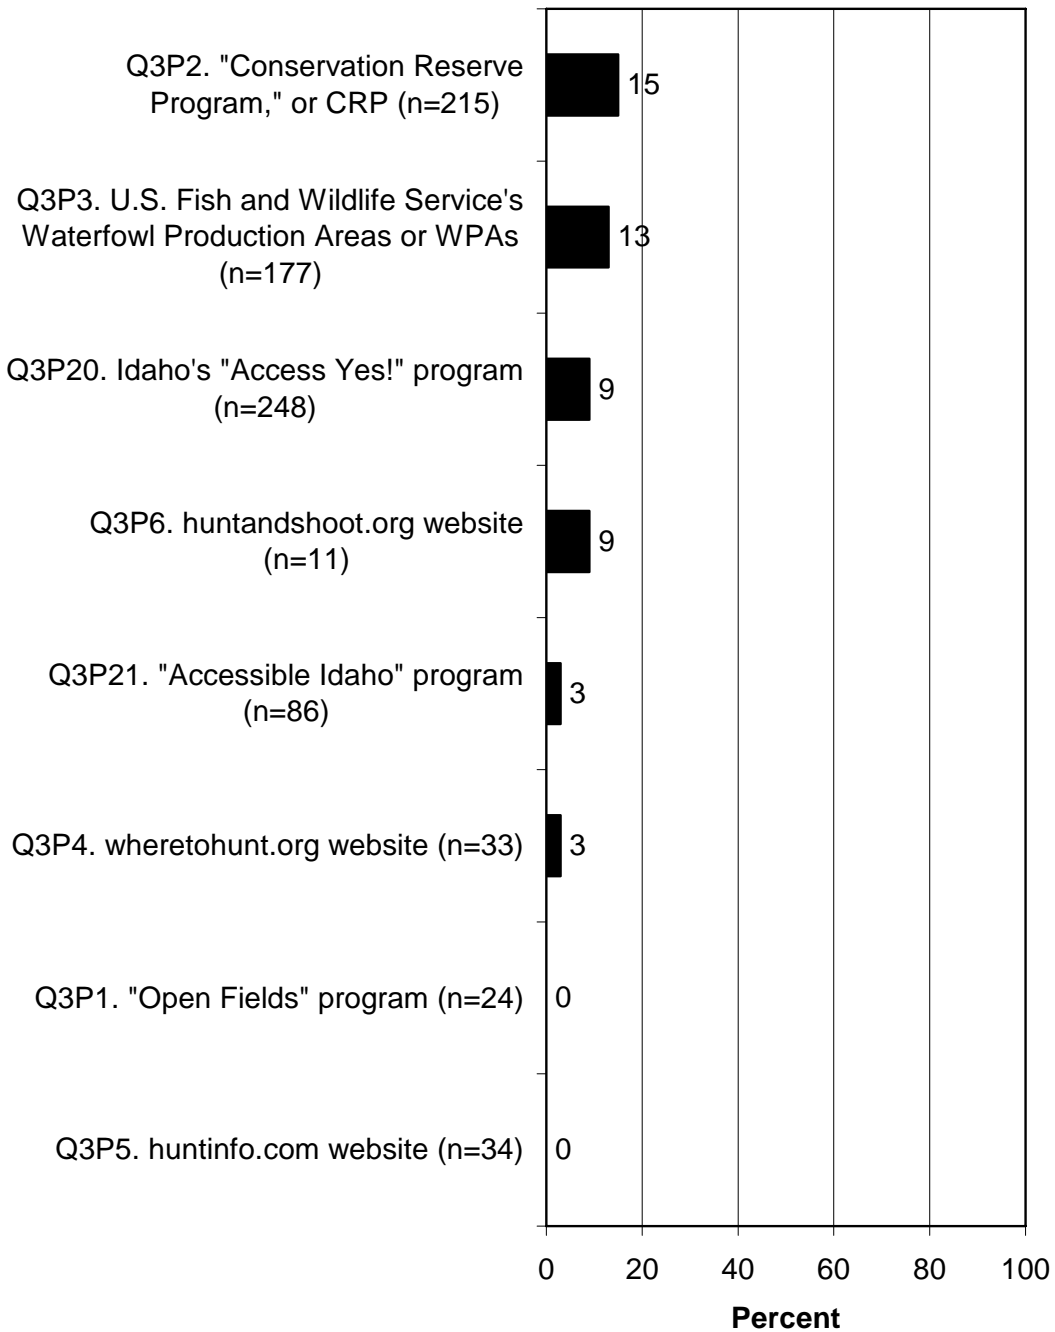 Q3P2. "Conservation Reserve
Program," or CRP (n=215)
15
Q3P3. U.S. Fish and Wildlife Service's
Waterfowl Production Areas or WPAs
(n=177)
13
Q3P20. Idaho's "Access Yes!" program
(n=248)
9
Q3P6. huntandshoot.org website
(n=11)
9
Q3P21. "Accessible Idaho" program
(n=86)
3
Q3P4. wheretohunt.org website (n=33)
3
Q3P1. "Open Fields" program (n=24)
0
Q3P5. huntinfo.com website (n=34)
0
0 20 40 60 80 100
Percent